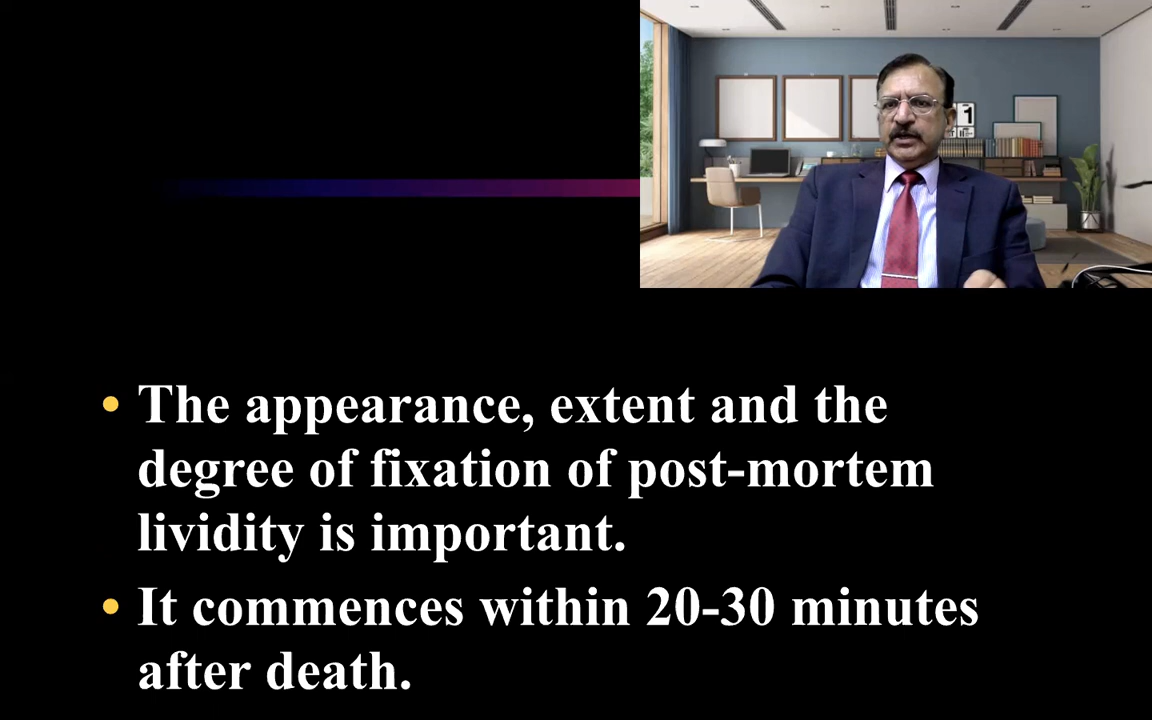 1
• The appearance, extent and the
degree of fixation of post-mortem
lividity is important.
• It commences within 20-30 minutes
after death.